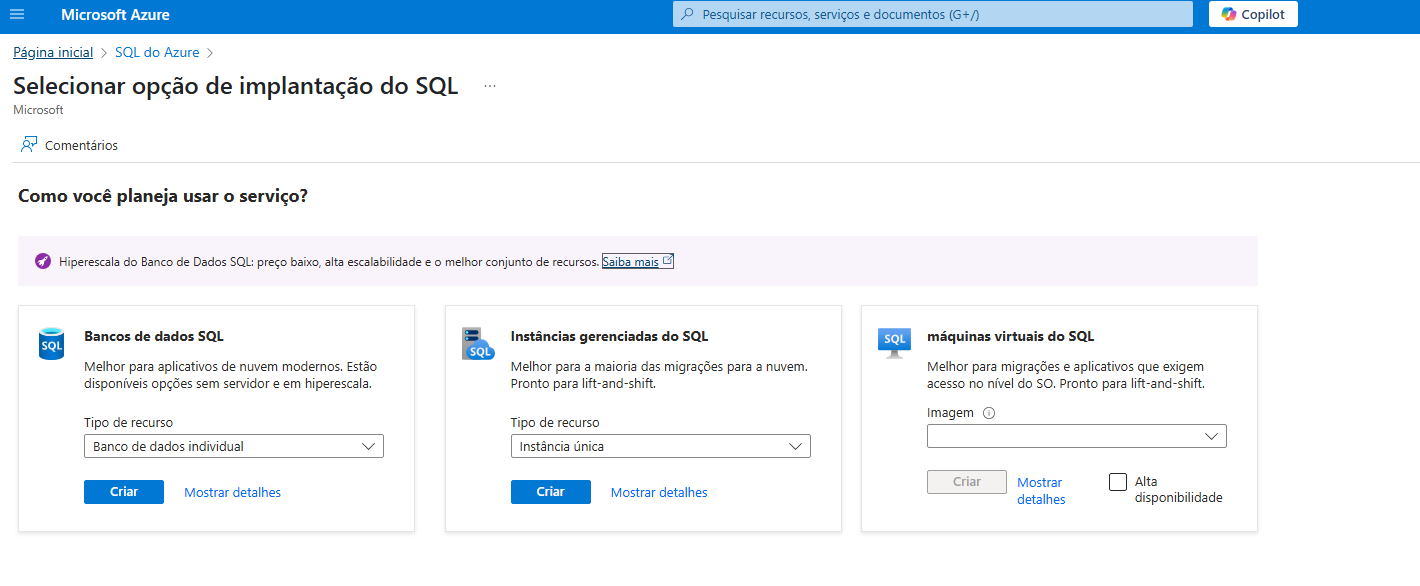 Microsoft Azure
Pesquisar recursos, serviços e documentos (G+/)
Copilot
Página inicial > SQL do Azure >
Selecionar opção de implantação do SQL ...
Microsoft
Comentários
Como você planeja usar o serviço?
Hiperescala do Banco de Dados SQL: preço baixo, alta escalabilidade e o melhor conjunto de recursos. Saiba mais
SQL
Bancos de dados SQL
Melhor para aplicativos de nuvem modernos. Estão
disponíveis opções sem servidor e em hiperescala.
Tipo de recurso
Banco de dados individual
Criar
Mostrar detalhes
SQL
Instâncias gerenciadas do SQL
Melhor para a maioria das migrações para a nuvem.
Pronto para lift-and-shift.
Tipo de recurso
Instância única
Criar
Mostrar detalhes
SQL
máquinas virtuais do SQL
Melhor para migrações e aplicativos que exigem
acesso no nível do SO. Pronto para lift-and-shift.
Imagem
Criar
Mostrar
detalhes
Alta
disponibilidade